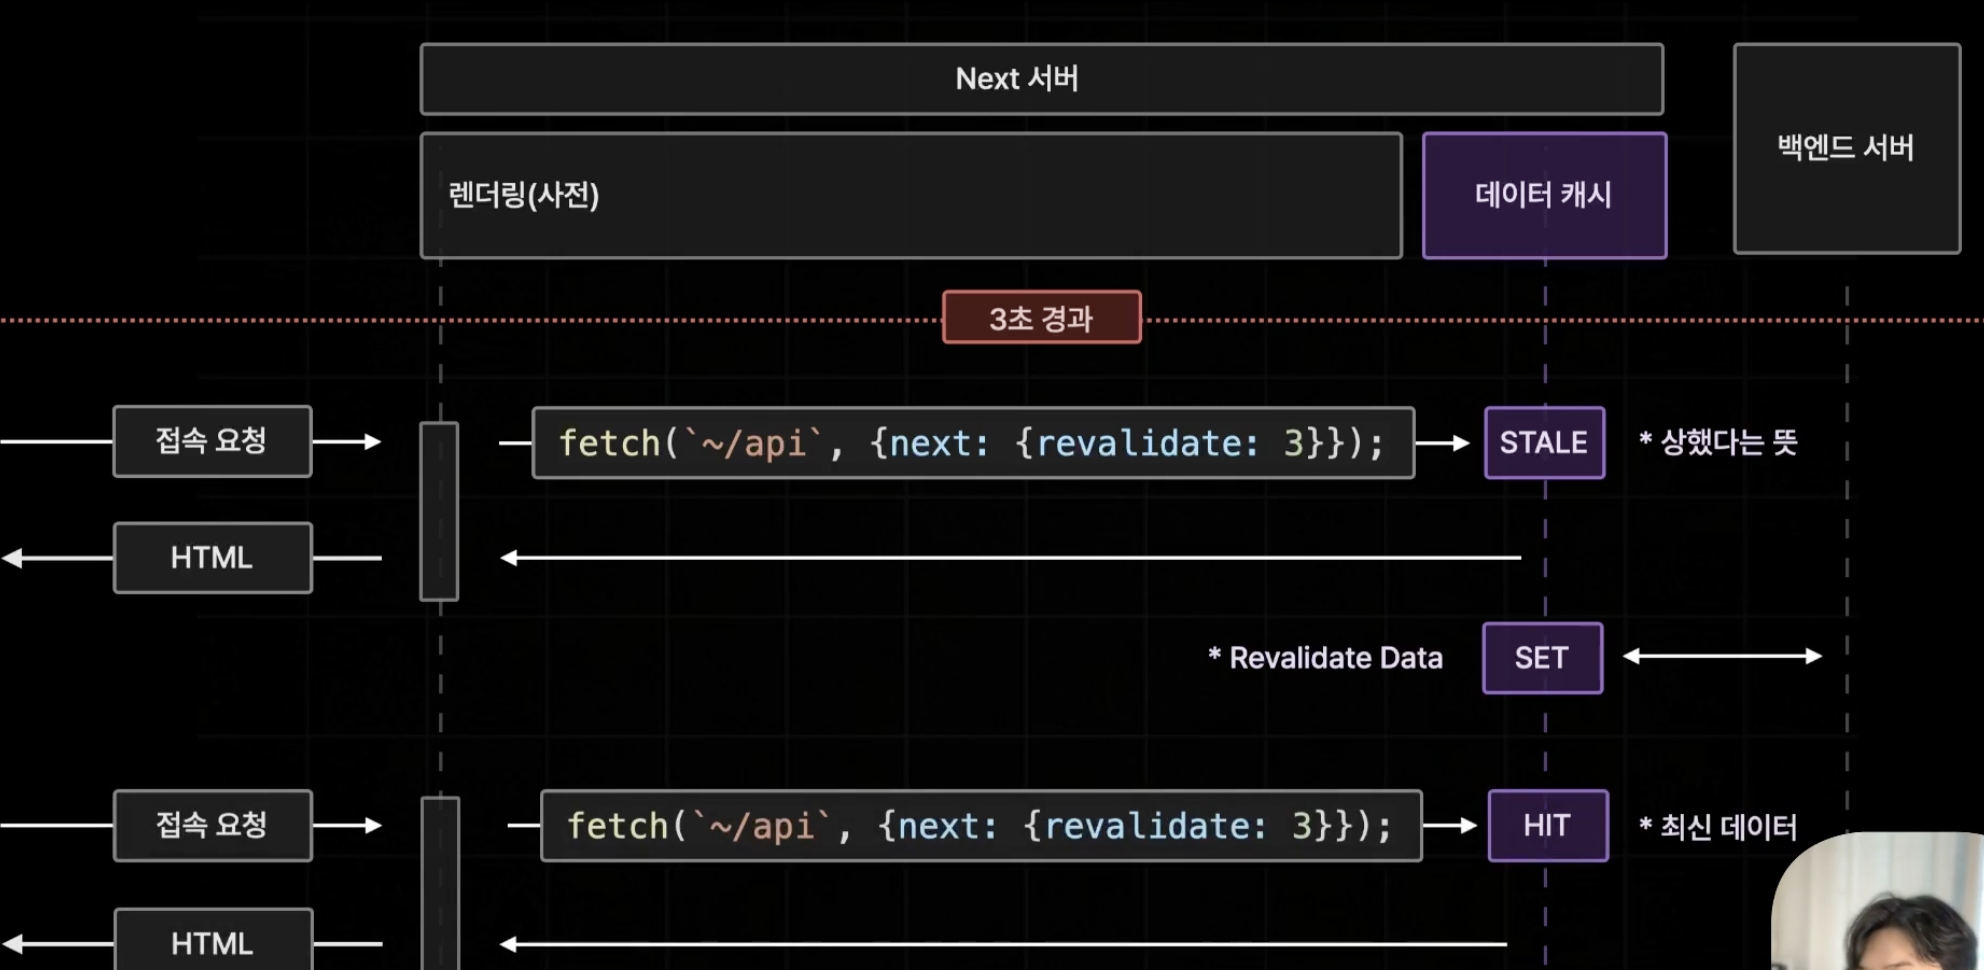 Next 서버
백엔드 서버
렌더링(사전)
데이터 캐시
3초 경과
접속 요청
fetch(`~/api`, {next: {revalidate: 3}});
STALE
* 상했다는 뜻
HTML
* Revalidate Data
SET
접속 요청
fetch(`~/api`, {next: {revalidate: 3}});
HIT
* 최신 데이터
HTML